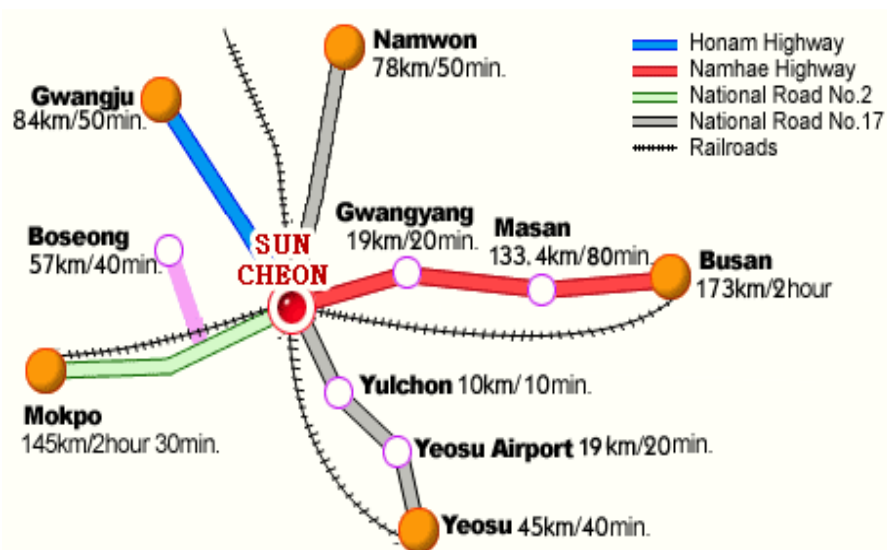 Namwon
78km/50min.
Honam Highway
Namhae Highway
National Road No.2
National Road No.17
Railroads
Gwangju
84km/50min.
Boseong
57km/40min.
SUN
CHEON
Gwangyang
19km/20min.
Masan
133.4km/80min.
Busan
173km/2hour
Mokpo
145km/2hour 30min.
Yulchon 10km/10min.
Yeosu Airport 19km/20min.
Yeosu 45km/40min.